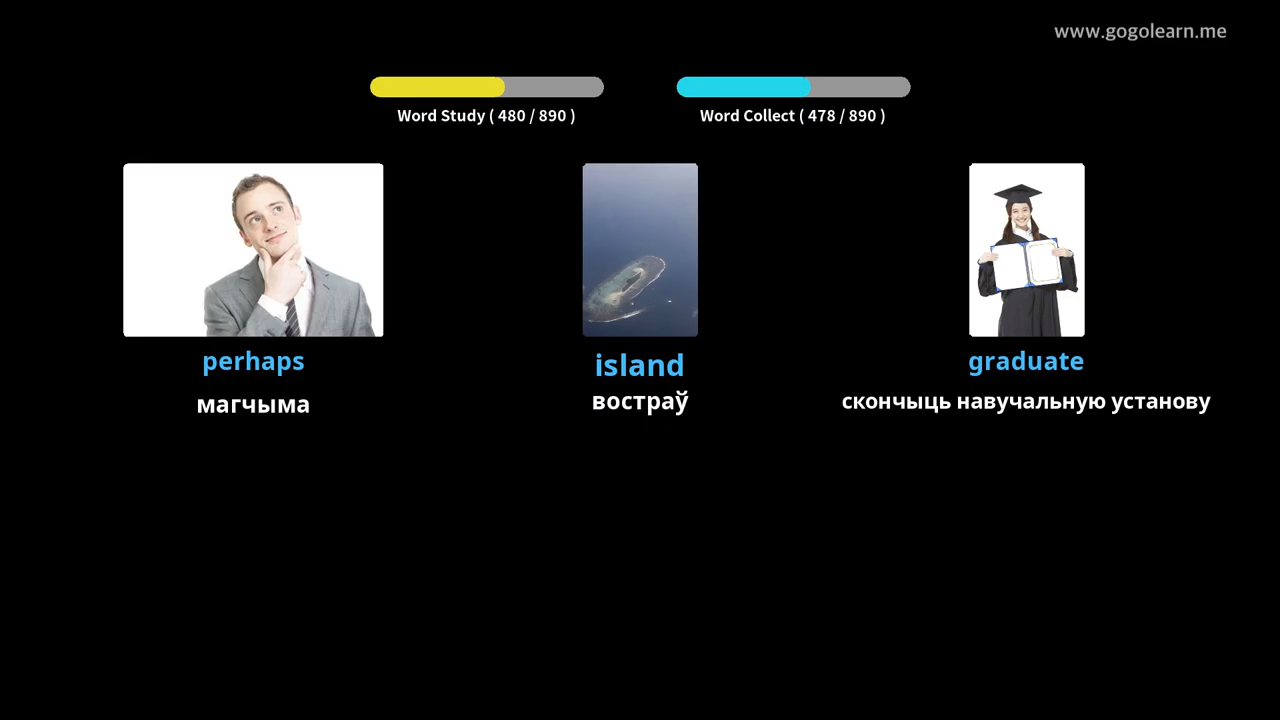 www.gogolearn.me
Word Study ( 480 / 890 )
Word Collect ( 478 / 890 )
perhaps
island
graduate
магчыма
востраў
скончыць навучальную установу